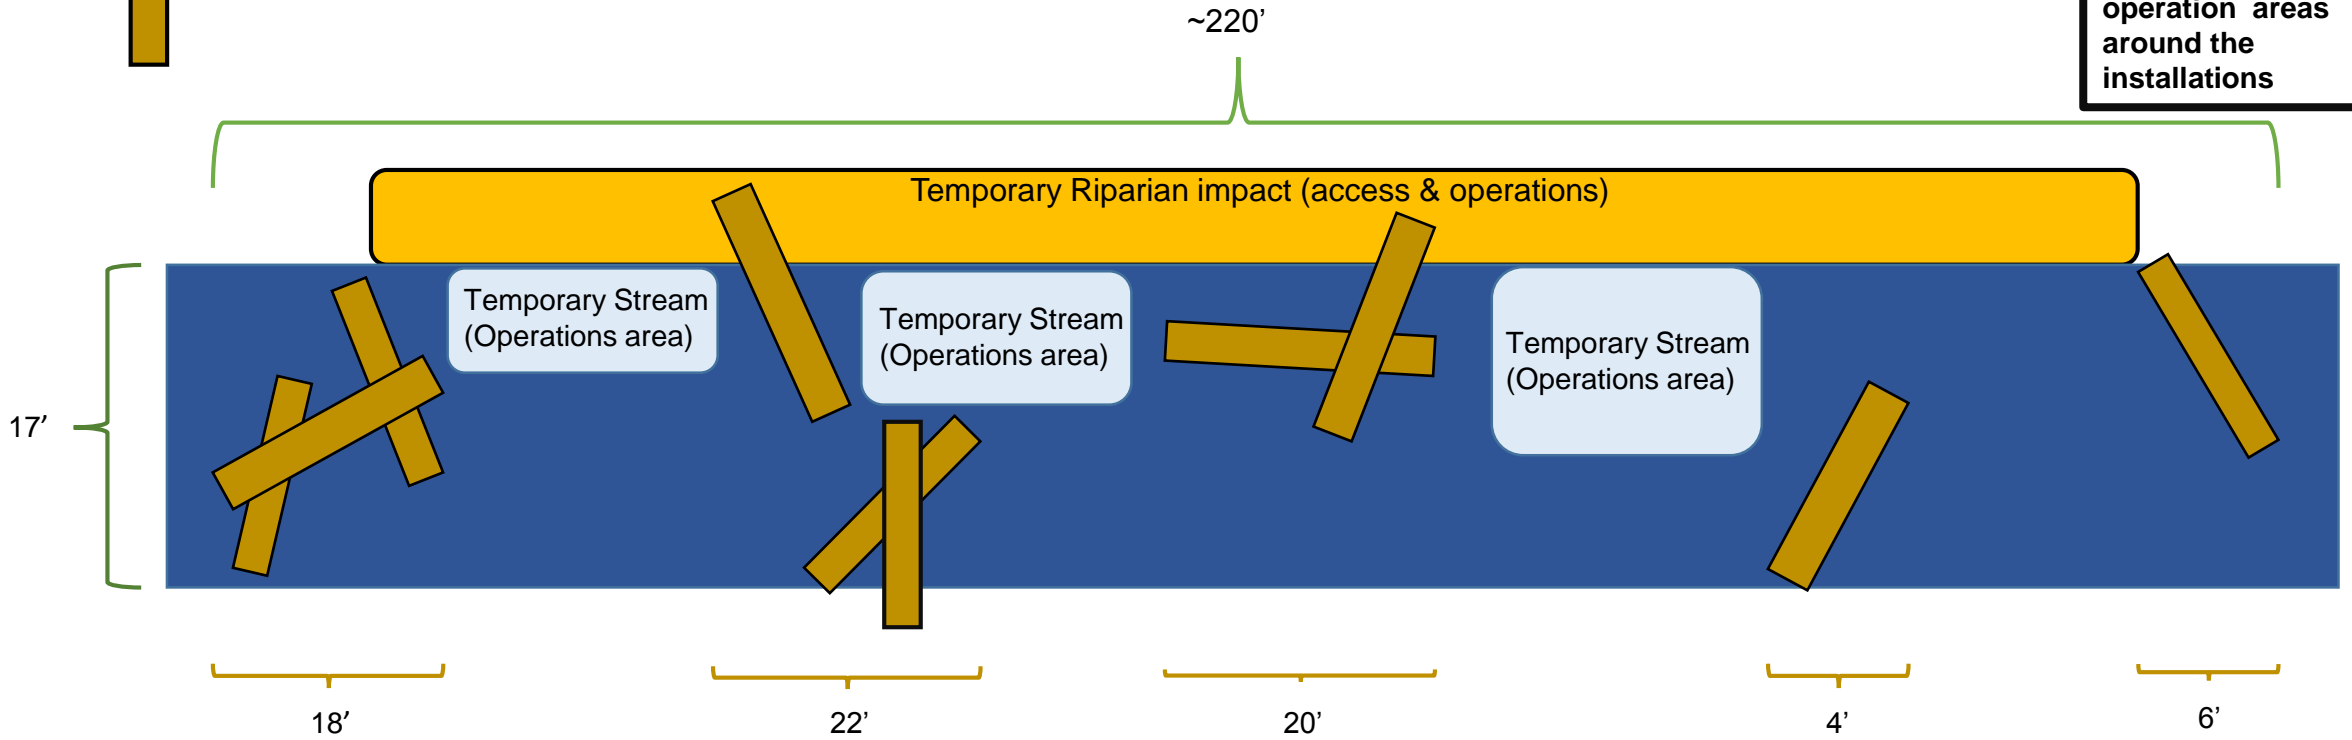 ~220’
operation areas
around the
installations
Temporary Riparian impact (access & operations)
Temporary Stream
(Operations area)
Temporary Stream
(Operations area)
Temporary Stream
(Operations area)
17’
18’
22’
20’
4’
6’